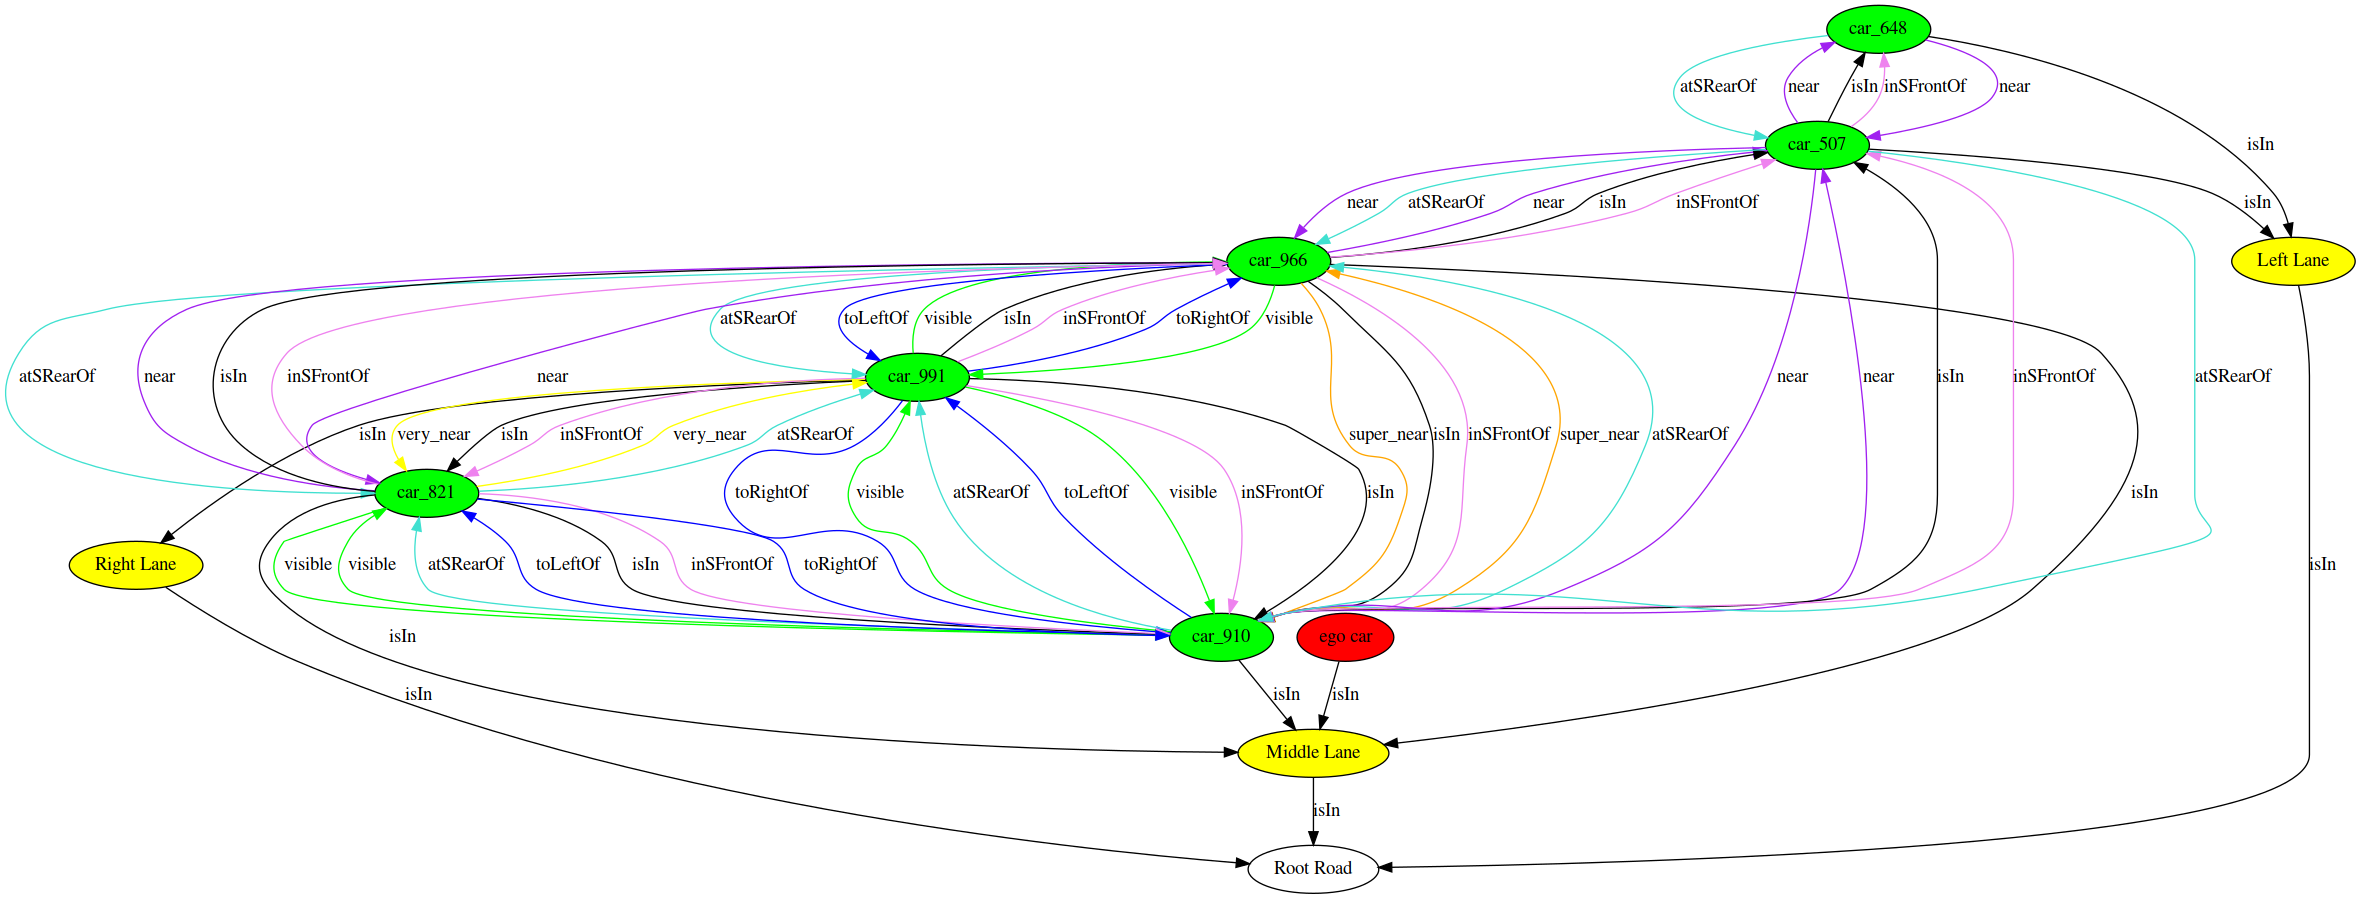 car_648
atSRearOf near isIn inSFrontOf near
car_507
isIn
near atSRearOf near isIn inSFrontOf isIn
car_966 Left Lane
atSRearOf toLeftOf visible isIn inSFrontOf toRightOf visible
atSRearOf near isIn inSFrontOf near car_991 near near isIn inSFrontOf atSRearOf
isIn very_near isIn inSFrontOf very_near atSRearOf super_near isIn inSFrontOf super_near atSRearOf
car_821 toRightOf visible atSRearOf toLeftOf visible inSFrontOf isIn isIn
Right Lane visible visible atSRearOf toLeftOf isIn inSFrontOf toRightOf isIn
isIn car_910 ego car
isIn isIn isIn
Middle Lane
isIn
Root Road